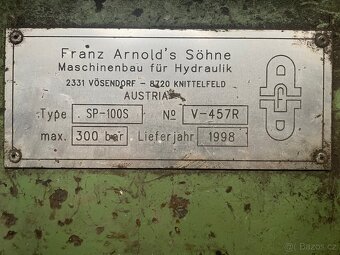 Franz Arnold's Söhne
Maschinenbau für Hydraulik
2331 VÖSENDORF - 8720 KNITTELFELD
AUSTRIA
Type SP-100S Nº V-457R
max. 300 bar Lieferjahr 1998
© Bazos.cz